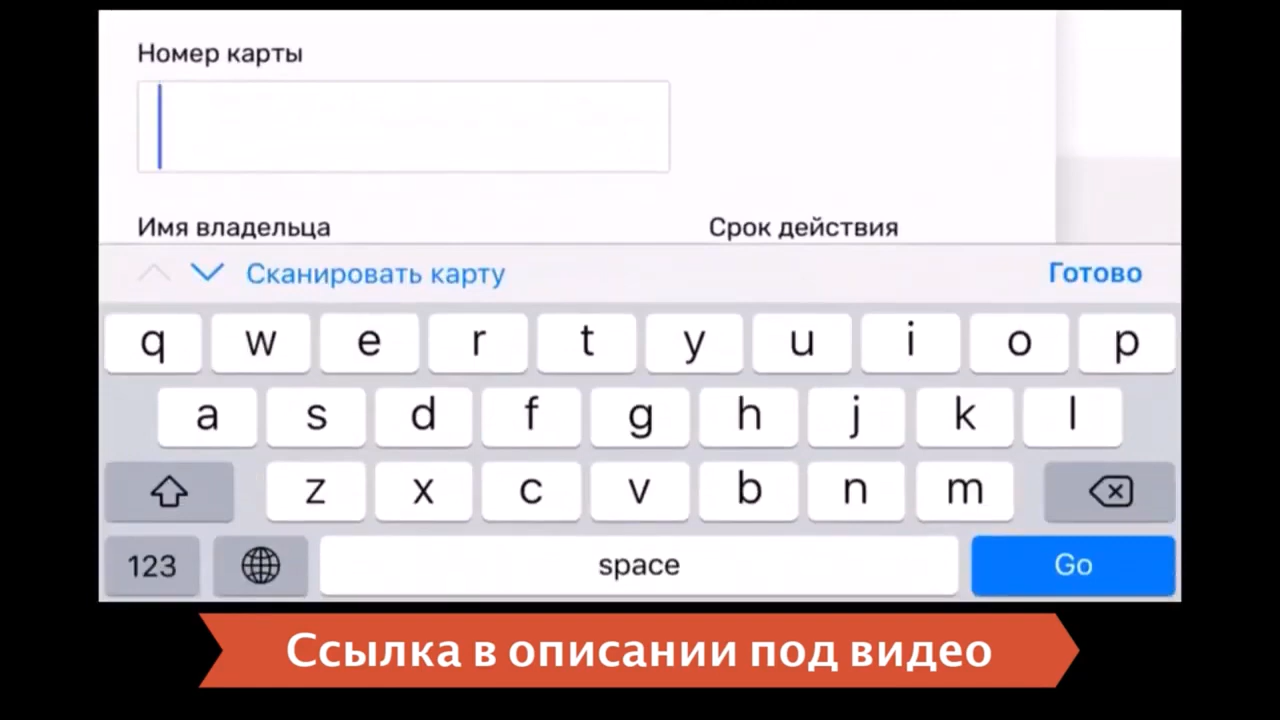 Номер карты
Имя владельца Срок действия
Сканировать карту Готово
q w e r t y u i o p
a s d f g h j k l
z x c v b n m
123 space Go
Ссылка в описании под видео